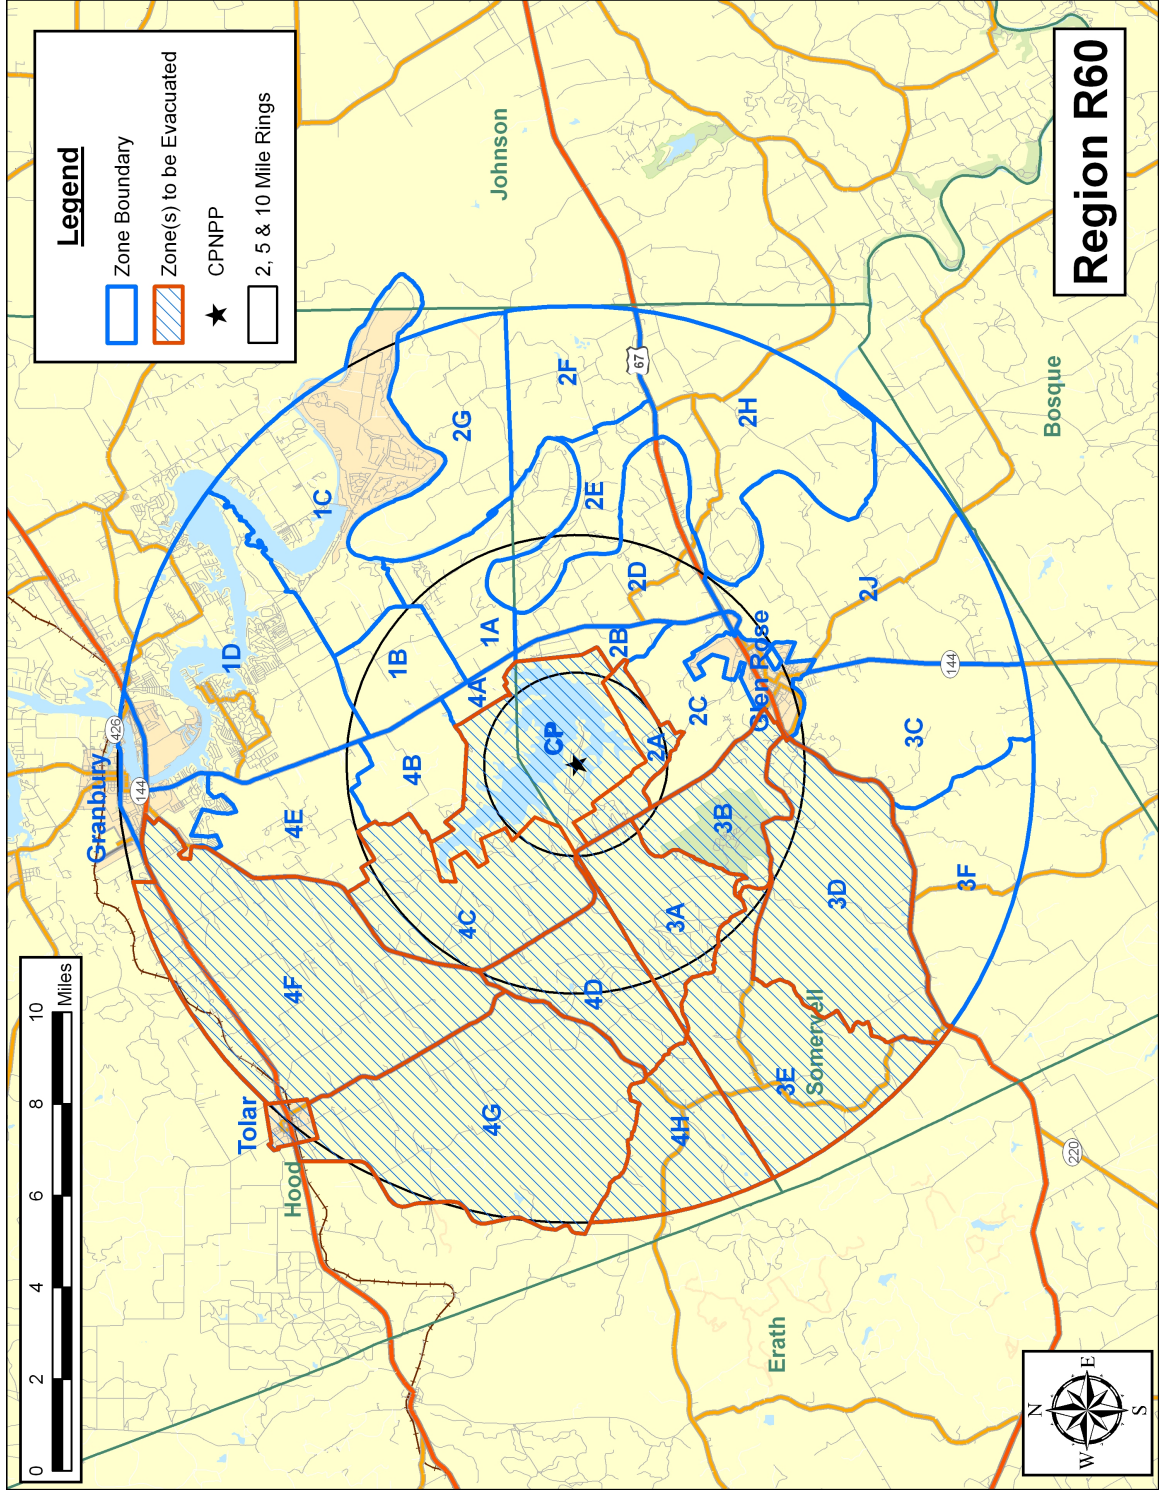 Legend
Zone Boundary
Zone(s) to be Evacuated
CPNPP
2, 5 & 10 Mile Rings
Region R60
0 2 4 6 8 10
Miles
Granbury
426
144
Tolar
Hood
Johnson
1D
1C
4E
4F
2G
2F
67
1B
1A
4A
4B
4C
CP
2E
2D
2B
2H
2C
2A
Glen Rose
2J
144
4G
4D
3A
3B
3C
3D
3F
4H
3E
Somervell
Bosque
Erath
220
N
W E
S